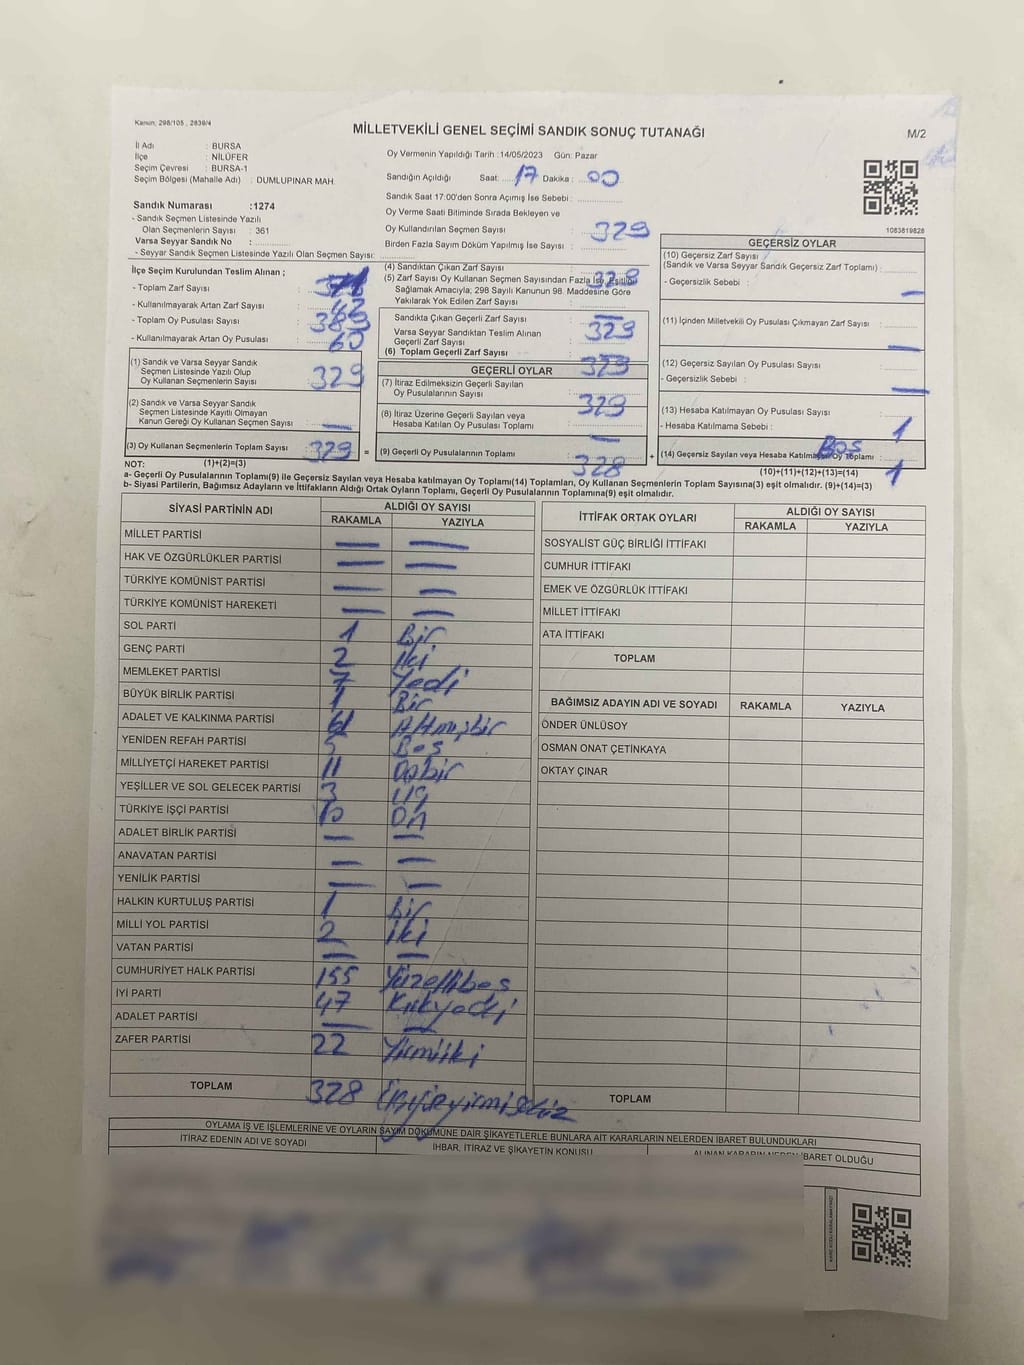 Kanun, 298/105 , 2839/4
MİLLETVEKİLİ GENEL SEÇİMİ SANDIK SONUÇ TUTANAĞI
M/2
İl Adı : BURSA
İlçe : NİLÜFER
Seçim Çevresi : BURSA-1
Seçim Bölgesi (Mahalle Adı) : DUMLUPINAR MAH.
Sandık Numarası :1274
- Sandık Seçmen Listesinde Yazılı
Olan Seçmenlerin Sayısı : 361
Varsa Seyyar Sandık No :
- Seyyar Sandık Seçmen Listesinde Yazılı Olan Seçmen Sayısı:
Oy Vermenin Yapıldığı Tarih :14/05/2023 Gün: Pazar
Sandığın Açıldığı Saat: 17 Dakika : 00
Sandık Saat 17:00'den Sonra Açımış İse Sebebi :
Oy Verme Saati Bitiminde Sırada Bekleyen ve
Oy Kullandırılan Seçmen Sayısı : 329
Birden Fazla Sayım Döküm Yapılmış İse Sayısı :
1083819828
İlçe Seçim Kurulundan Teslim Alınan ;
- Toplam Zarf Sayısı :
- Kullanılmayarak Artan Zarf Sayısı : 42
- Toplam Oy Pusulası Sayısı : 389
- Kullanılmayarak Artan Oy Pusulası : 60
(1) Sandık ve Varsa Seyyar Sandık
Seçmen Listesinde Yazılı Olup
Oy Kullanan Seçmenlerin Sayısı : 329
(2) Sandık ve Varsa Seyyar Sandık
Seçmen Listesinde Kayıtlı Olmayan
Kanun Gereği Oy Kullanan Seçmen Sayısı : —
(3) Oy Kullanan Seçmenlerin Toplam Sayısı : 329
(1)+(2)=(3)
(4) Sandıktan Çıkan Zarf Sayısı : 329
(5) Zarf Sayısı Oy Kullanan Seçmen Sayısından Fazla İse, Eşitliği
Sağlamak Amacıyla; 298 Sayılı Kanunun 98. Maddesine Göre
Yakılarak Yok Edilen Zarf Sayısı : —
Sandıkta Çıkan Geçerli Zarf Sayısı : 329
Varsa Seyyar Sandıktan Teslim Alınan
Geçerli Zarf Sayısı : —
(6) Toplam Geçerli Zarf Sayısı : 329
GEÇERLİ OYLAR
(7) İtiraz Edilmeksizin Geçerli Sayılan
Oy Pusulalarının Sayısı : 329
(8) İtiraz Üzerine Geçerli Sayılan veya
Hesaba Katılan Oy Pusulası Toplamı : —
= (9) Geçerli Oy Pusulalarının Toplamı : 328
GEÇERSİZ OYLAR
(10) Geçersiz Zarf Sayısı
(Sandık ve Varsa Seyyar Sandık Geçersiz Zarf Toplamı) :
- Geçersizlik Sebebi : —
(11) İçinden Milletvekili Oy Pusulası Çıkmayan Zarf Sayısı : —
(12) Geçersiz Sayılan Oy Pusulası Sayısı :
- Geçersizlik Sebebi : —
(13) Hesaba Katılmayan Oy Pusulası Sayısı : 1
- Hesaba Katılmama Sebebi : Boş
+ (14) Geçersiz Sayılan veya Hesaba Katılmayan Oy Toplamı : 1
(10)+(11)+(12)+(13)=(14)
NOT:
a- Geçerli Oy Pusulaları Toplamı(9) ile Geçersiz Sayılan veya Hesaba katılmayan Oy Toplamı(14) Toplamları, Oy Kullanan Seçmenlerin Toplam Sayısına(3) eşit olmalıdır. (9)+(14)=(3)
b- Siyasi Partilerin, Bağımsız Adayların ve İttifakların Aldığı Ortak Oyların Toplamı, Geçerli Oy Pusulalarının Toplamına(9) eşit olmalıdır.
SİYASİ PARTİNİN ADI ALDIĞI OY SAYISI
RAKAMLA YAZIYLA
MİLLET PARTİSİ — —
HAK VE ÖZGÜRLÜKLER PARTİSİ — —
TÜRKİYE KOMÜNİST PARTİSİ — —
TÜRKİYE KOMÜNİST HAREKETİ — —
SOL PARTİ 1 Bir
GENÇ PARTİ 2 iki
MEMLEKET PARTİSİ 7 Yedi
BÜYÜK BİRLİK PARTİSİ 1 Bir
ADALET VE KALKINMA PARTİSİ 61 Altmışbir
YENİDEN REFAH PARTİSİ 5 Beş
MİLLİYETÇİ HAREKET PARTİSİ 11 Onbir
YEŞİLLER VE SOL GELECEK PARTİSİ 3 Üç
TÜRKİYE İŞÇİ PARTİSİ 10 On
ADALET BİRLİK PARTİSİ — —
ANAVATAN PARTİSİ — —
YENİLİK PARTİSİ — —
HALKIN KURTULUŞ PARTİSİ 1 Bir
MİLLİ YOL PARTİSİ 2 iki
VATAN PARTİSİ — —
CUMHURİYET HALK PARTİSİ 155 Yüzellibeş
İYİ PARTİ 47 Kırkyedi
ADALET PARTİSİ — —
ZAFER PARTİSİ 22 Yirmiiki
TOPLAM 328 Üçyüzyirmisekiz
İTTİFAK ORTAK OYLARI ALDIĞI OY SAYISI
RAKAMLA YAZIYLA
SOSYALİST GÜÇ BİRLİĞİ İTTİFAKI
CUMHUR İTTİFAKI
EMEK VE ÖZGÜRLÜK İTTİFAKI
MİLLET İTTİFAKI
ATA İTTİFAKI
TOPLAM
BAĞIMSIZ ADAYIN ADI VE SOYADI RAKAMLA YAZIYLA
ÖNDER ÜNLÜSOY
OSMAN ONAT ÇETİNKAYA
OKTAY ÇINAR
TOPLAM
OYLAMA İŞ VE İŞLEMLERİNE VE OYLARIN SAYIM DÖKÜMÜNE DAİR ŞİKAYETLERLE BUNLARA AİT KARARLARIN NELERDEN İBARET BULUNDUKLARI
İTİRAZ EDENİN ADI VE SOYADI İHBAR, İTİRAZ VE ŞİKAYETİN KONUSU ALINAN KARARIN NEDEN İBARET OLDUĞU